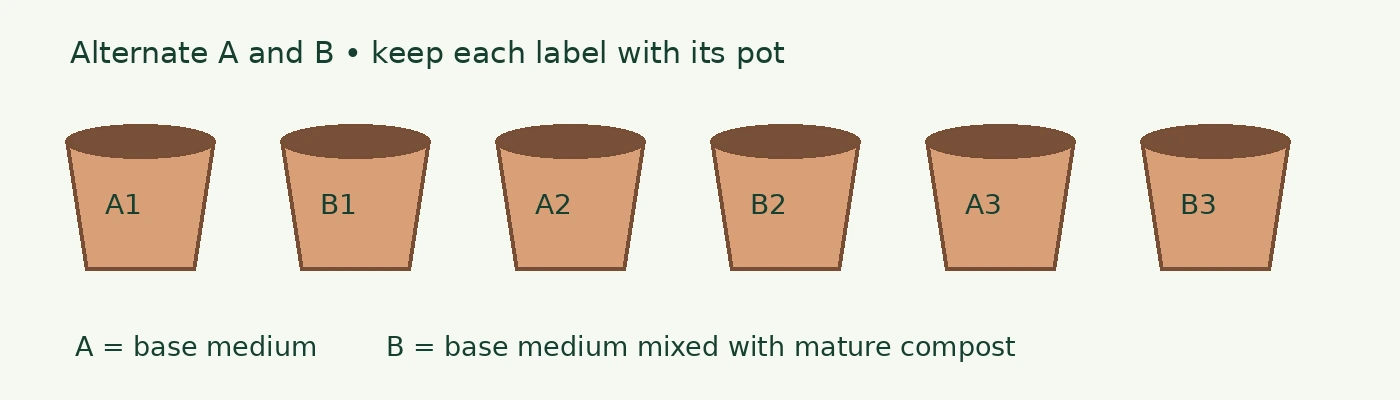 Alternate A and B • keep each label with its pot
A1 B1 A2 B2 A3 B3
A = base medium B = base medium mixed with mature compost